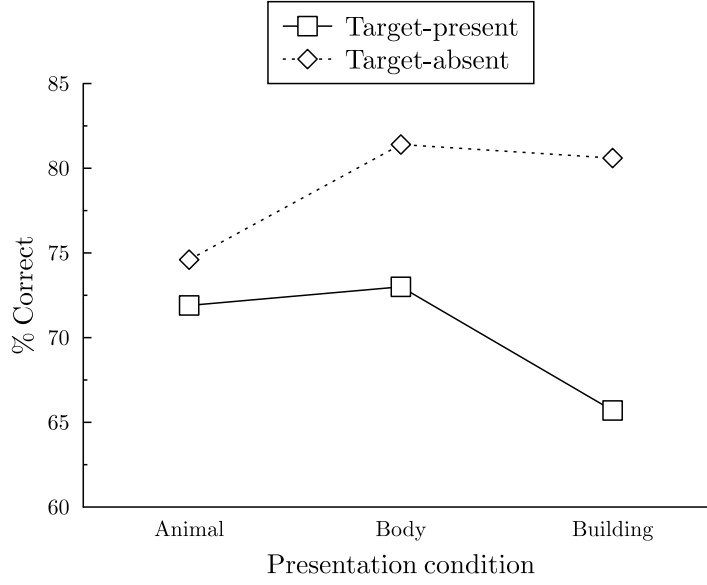 Target-present
Target-absent
85
80
75
70
65
60
% Correct
Animal Body Building
Presentation condition